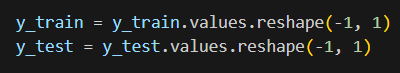 y_train = y_train.values.reshape(-1, 1)
y_test = y_test.values.reshape(-1, 1)